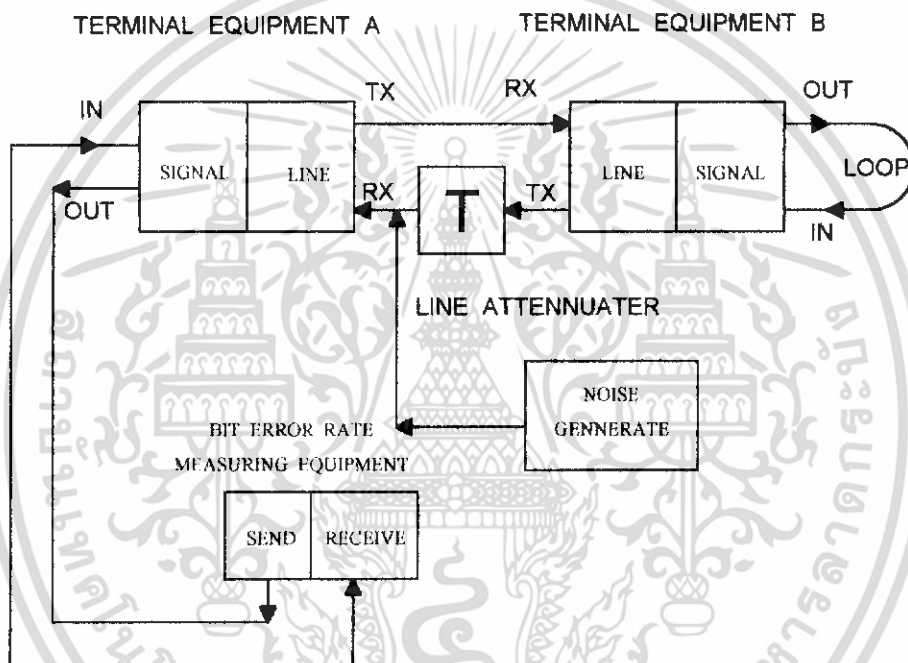 TERMINAL EQUIPMENT A
TERMINAL EQUIPMENT B
IN
TX
RX
OUT
SIGNAL
LINE
LINE
SIGNAL
LOOP
OUT
RX
T
TX
IN
LINE ATTENNUATER
NOISE
GENNERATE
BIT ERROR RATE
MEASURING EQUIPMENT
SEND
RECEIVE